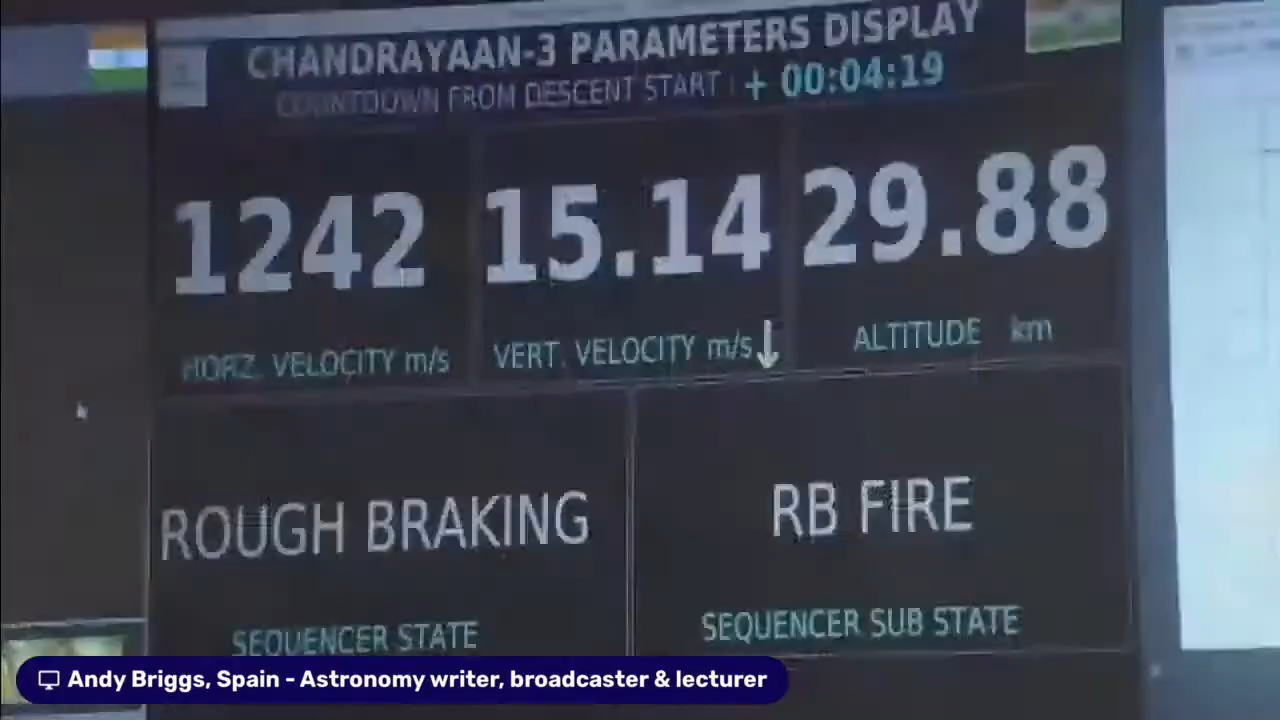 CHANDRAYAAN-3 PARAMETERS DISPLAY
COUNTDOWN FROM DESCENT START : + 00:04:19
1242 15.14 29.88
HORZ. VELOCITY m/s VERT. VELOCITY m/s↓ ALTITUDE km
ROUGH BRAKING RB FIRE
SEQUENCER STATE SEQUENCER SUB STATE
Andy Briggs, Spain - Astronomy writer, broadcaster & lecturer